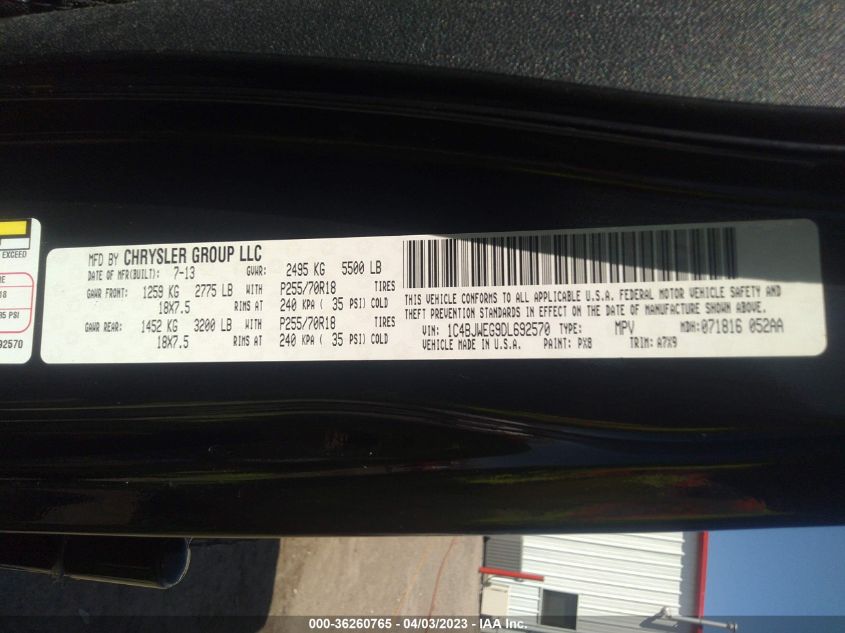 EXCEED
RE
18
35 PSI
92570
MFD BY CHRYSLER GROUP LLC
DATE OF MFR(BUILT): 7-13 GVWR: 2495 KG 5500 LB
GAWR FRONT: 1259 KG 2775 LB WITH P255/70R18 TIRES
18X7.5 RIMS AT 240 KPA ( 35 PSI) COLD
GAWR REAR: 1452 KG 3200 LB WITH P255/70R18 TIRES
18X7.5 RIMS AT 240 KPA ( 35 PSI) COLD
THIS VEHICLE CONFORMS TO ALL APPLICABLE U.S.A. FEDERAL MOTOR VEHICLE SAFETY AND
THEFT PREVENTION STANDARDS IN EFFECT ON THE DATE OF MANUFACTURE SHOWN ABOVE.
VIN: 1C4BJWEG9DL692570 TYPE: MPV MDH: 071816 052AA
VEHICLE MADE IN U.S.A. PAINT: PX8 TRIM: A7X9
000-36260765 - 04/03/2023 - IAA Inc.